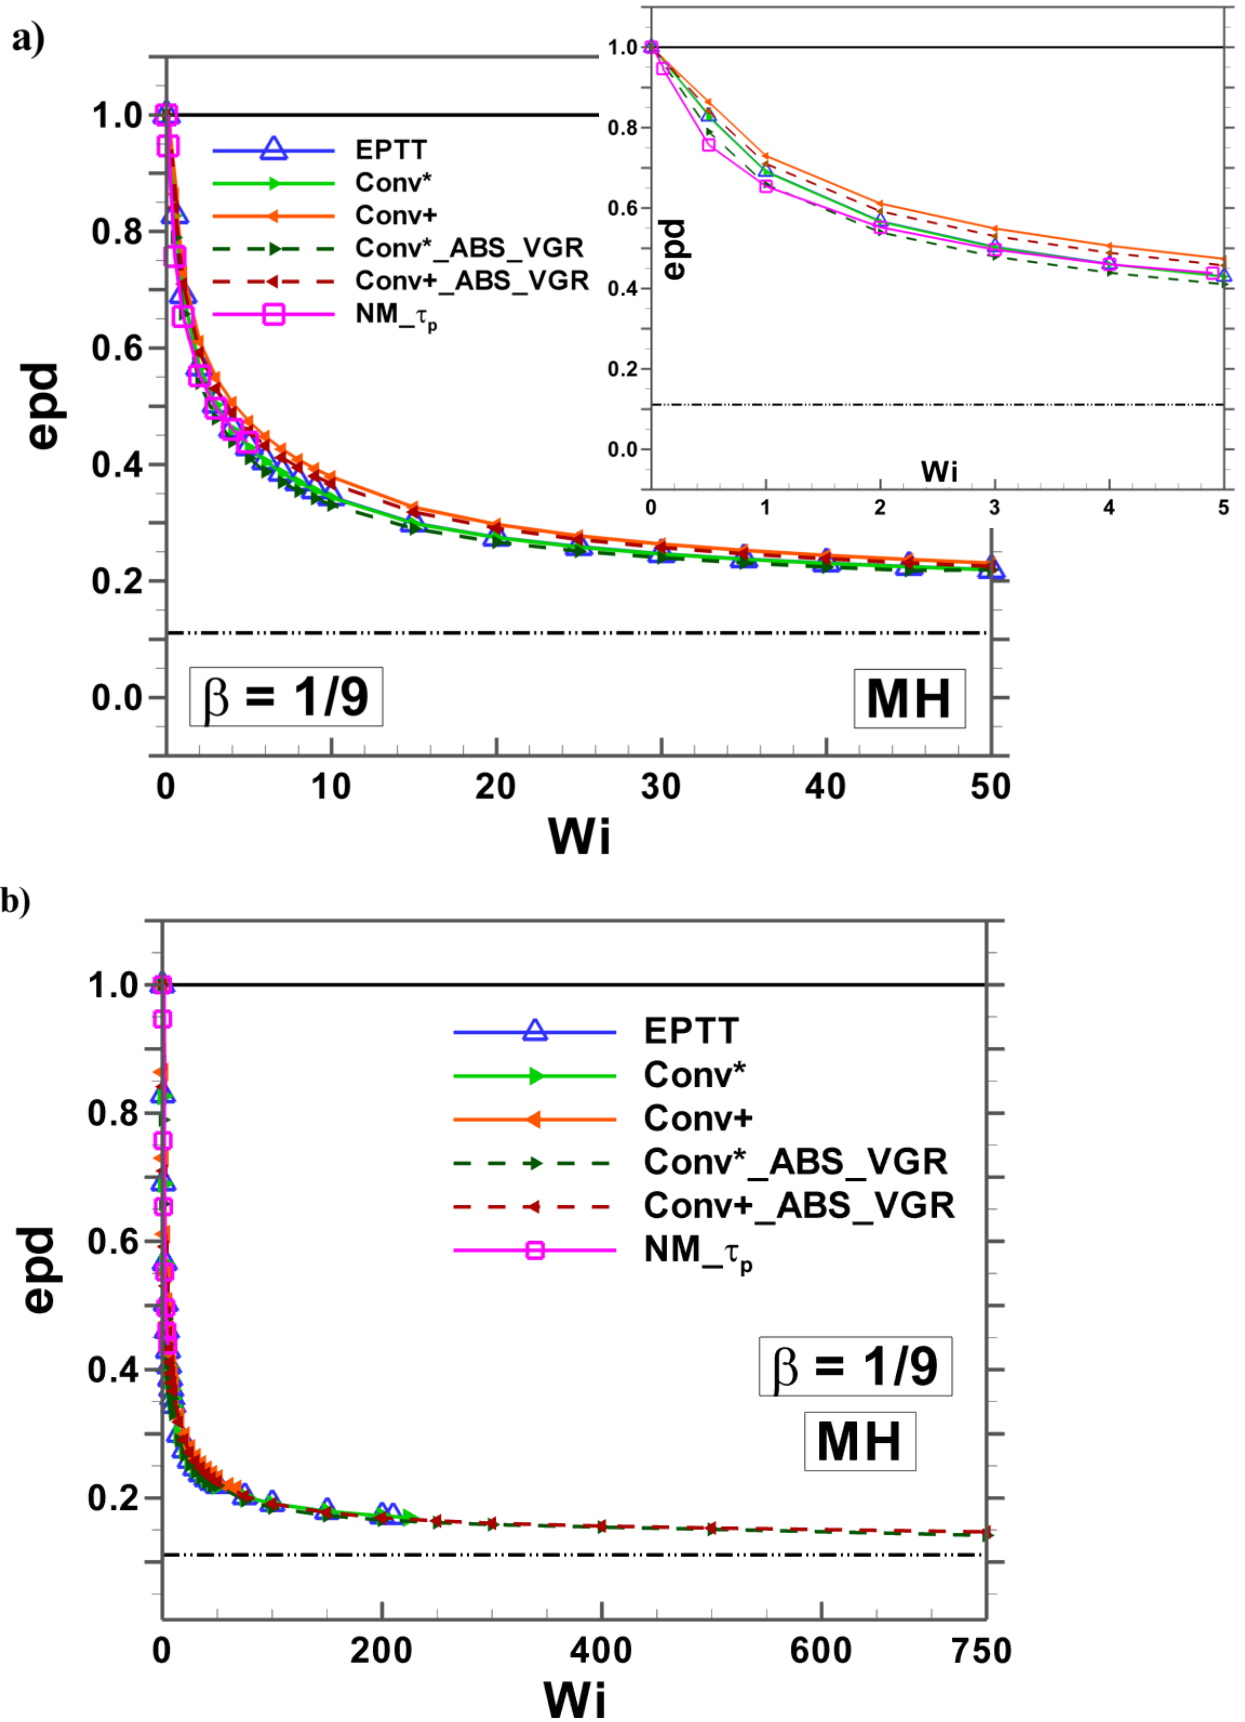 a)
1.0
0.8
0.6
0.4
0.2
0.0
epd
EPTT
Conv*
Conv+
Conv*_ABS_VGR
Conv+_ABS_VGR
NM_τp
β = 1/9
MH
0 10 20 30 40 50
Wi
1.0
0.8
0.6
0.4
0.2
0.0
epd
Wi
0 1 2 3 4 5
b)
1.0
0.8
0.6
0.4
0.2
epd
EPTT
Conv*
Conv+
Conv*_ABS_VGR
Conv+_ABS_VGR
NM_τp
β = 1/9
MH
0 200 400 600 750
Wi